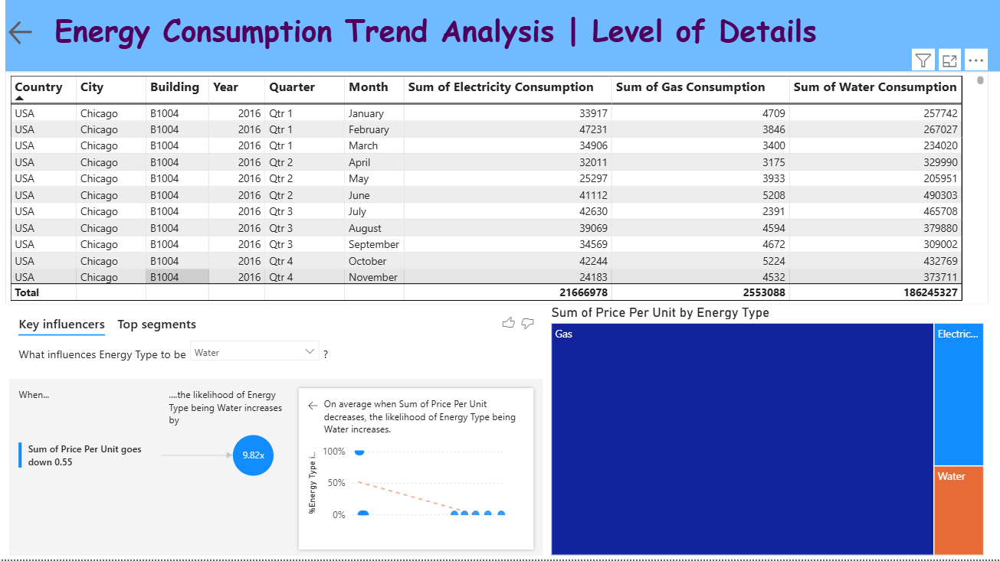 Energy Consumption Trend Analysis | Level of Details
Country City Building Year Quarter Month Sum of Electricity Consumption Sum of Gas Consumption Sum of Water Consumption
USA Chicago B1004 2016 Qtr 1 January 33917 4709 257742
USA Chicago B1004 2016 Qtr 1 February 47231 3846 267027
USA Chicago B1004 2016 Qtr 1 March 34906 3400 234020
USA Chicago B1004 2016 Qtr 2 April 32011 3175 329990
USA Chicago B1004 2016 Qtr 2 May 25297 3933 205951
USA Chicago B1004 2016 Qtr 2 June 41112 5208 490303
USA Chicago B1004 2016 Qtr 3 July 42630 2391 465708
USA Chicago B1004 2016 Qtr 3 August 39069 4594 379880
USA Chicago B1004 2016 Qtr 3 September 34569 4672 309002
USA Chicago B1004 2016 Qtr 4 October 42244 5224 432769
USA Chicago B1004 2016 Qtr 4 November 24183 4532 373711
Total 21666978 2553088 186245327
Key influencers Top segments
What influences Energy Type to be Water ?
When...
....the likelihood of Energy
Type being Water increases
by
Sum of Price Per Unit goes
down 0.55
9.82x
On average when Sum of Price Per Unit
decreases, the likelihood of Energy Type being
Water increases.
%Energy Type i...
100%
50%
0%
Sum of Price Per Unit by Energy Type
Gas
Electric...
Water